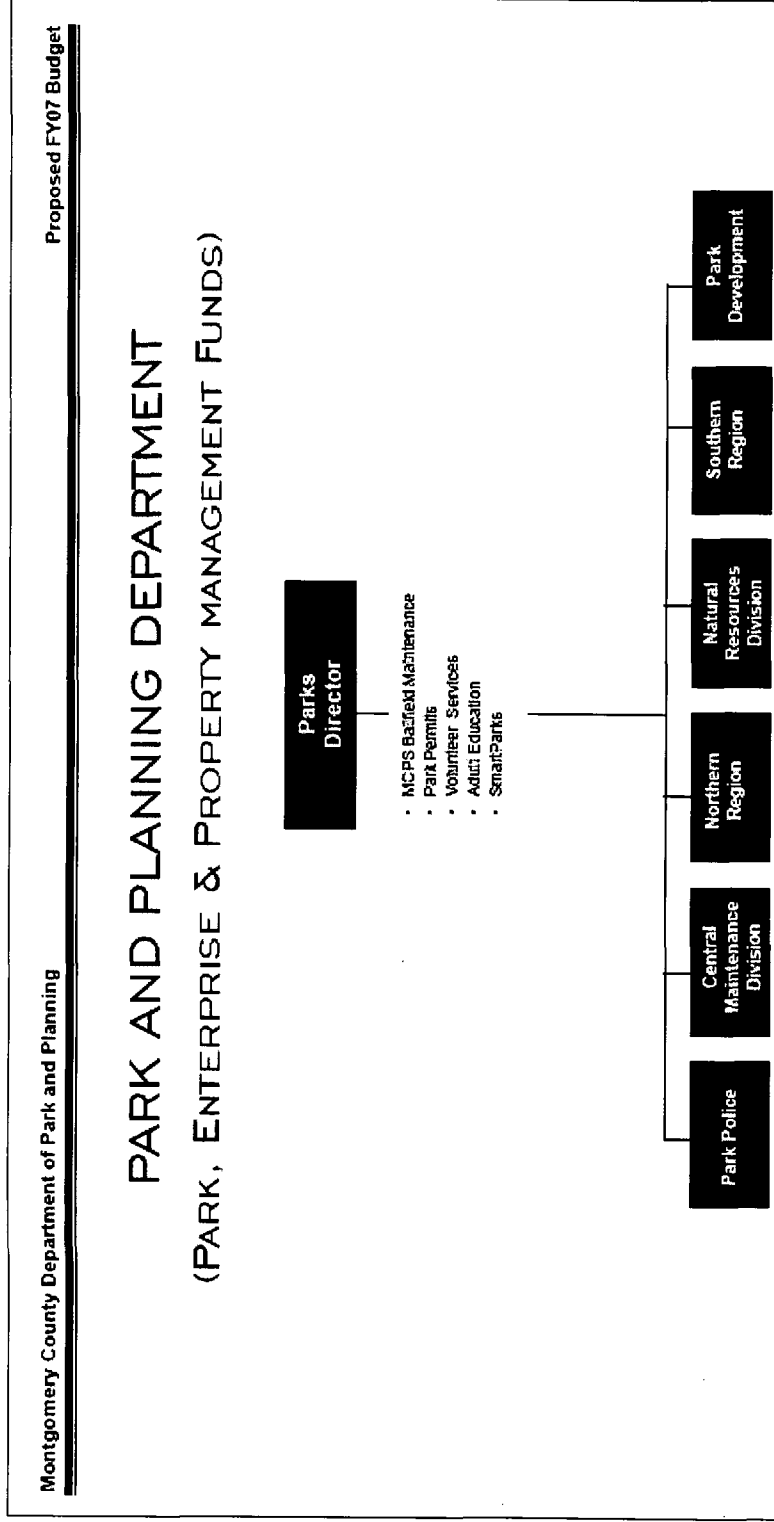 Montgomery County Department of Park and Planning
Proposed FY07 Budget
PARK AND PLANNING DEPARTMENT
(PARK, ENTERPRISE & PROPERTY MANAGEMENT FUNDS)
Parks
Director
· MCPS Ballfield Maintenance
· Park Permits
· Volunteer Services
· Adult Education
· SmartParks
Park Police
Central
Maintenance
Division
Northern
Region
Natural
Resources
Division
Southern
Region
Park
Development